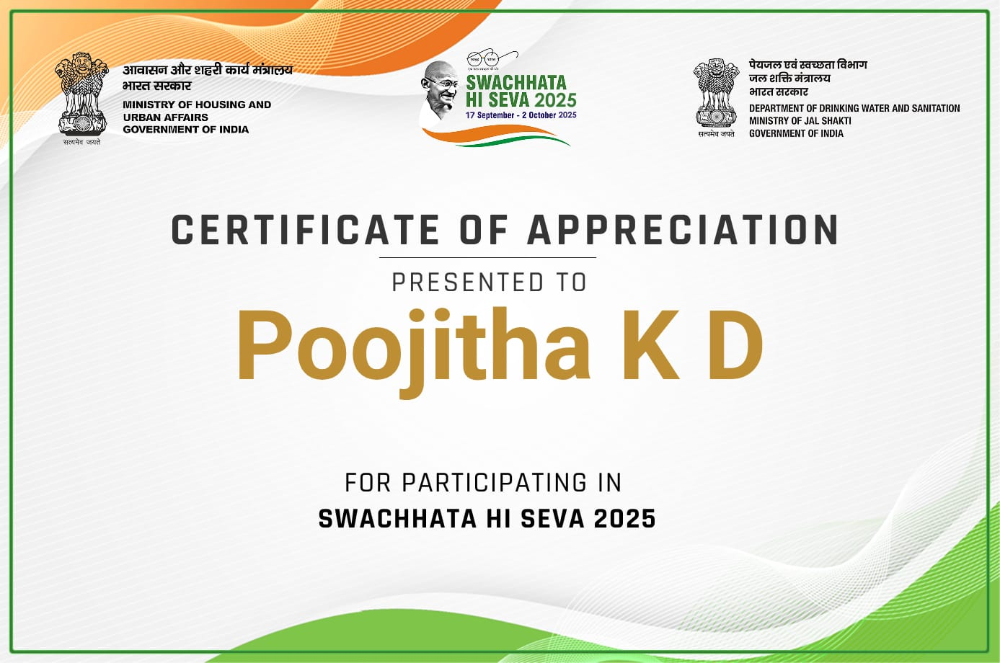 आवासन और शहरी कार्य मंत्रालय
भारत सरकार
MINISTRY OF HOUSING AND
URBAN AFFAIRS
GOVERNMENT OF INDIA
सत्यमेव जयते
स्वच्छ भारत
एक कदम स्वच्छता की ओर
SWACHHATA
HI SEVA 2025
17 September - 2 October 2025
पेयजल एवं स्वच्छता विभाग
जल शक्ति मंत्रालय
भारत सरकार
DEPARTMENT OF DRINKING WATER AND SANITATION
MINISTRY OF JAL SHAKTI
GOVERNMENT OF INDIA
सत्यमेव जयते
CERTIFICATE OF APPRECIATION
PRESENTED TO
Poojitha K D
FOR PARTICIPATING IN
SWACHHATA HI SEVA 2025